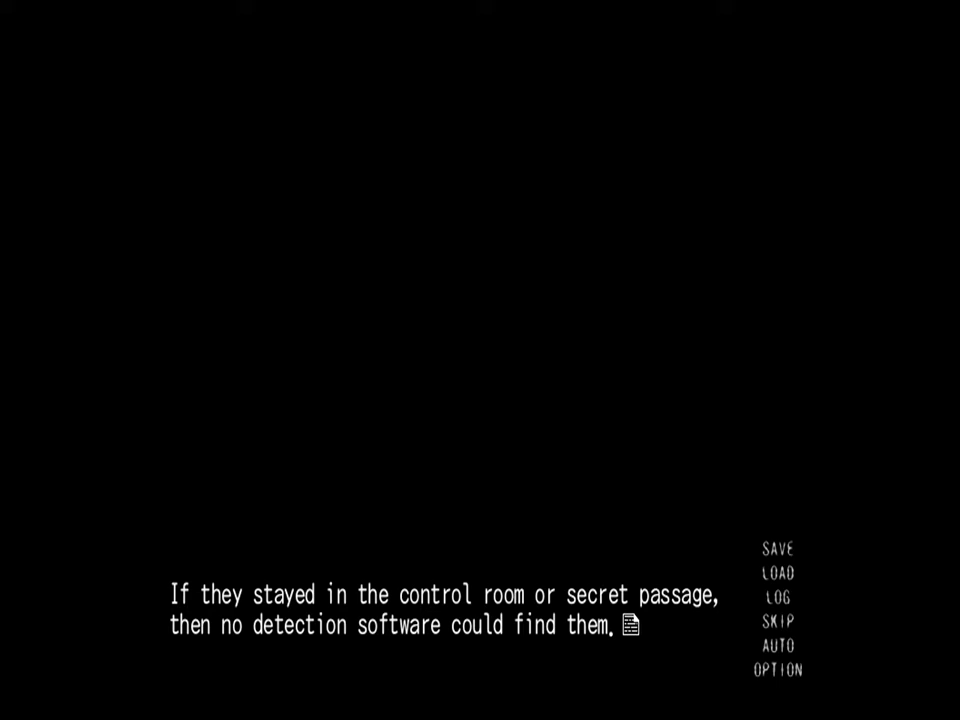 If they stayed in the control room or secret passage,
then no detection software could find them.
SAVE
LOAD
LOG
SKIP
AUTO
OPTION